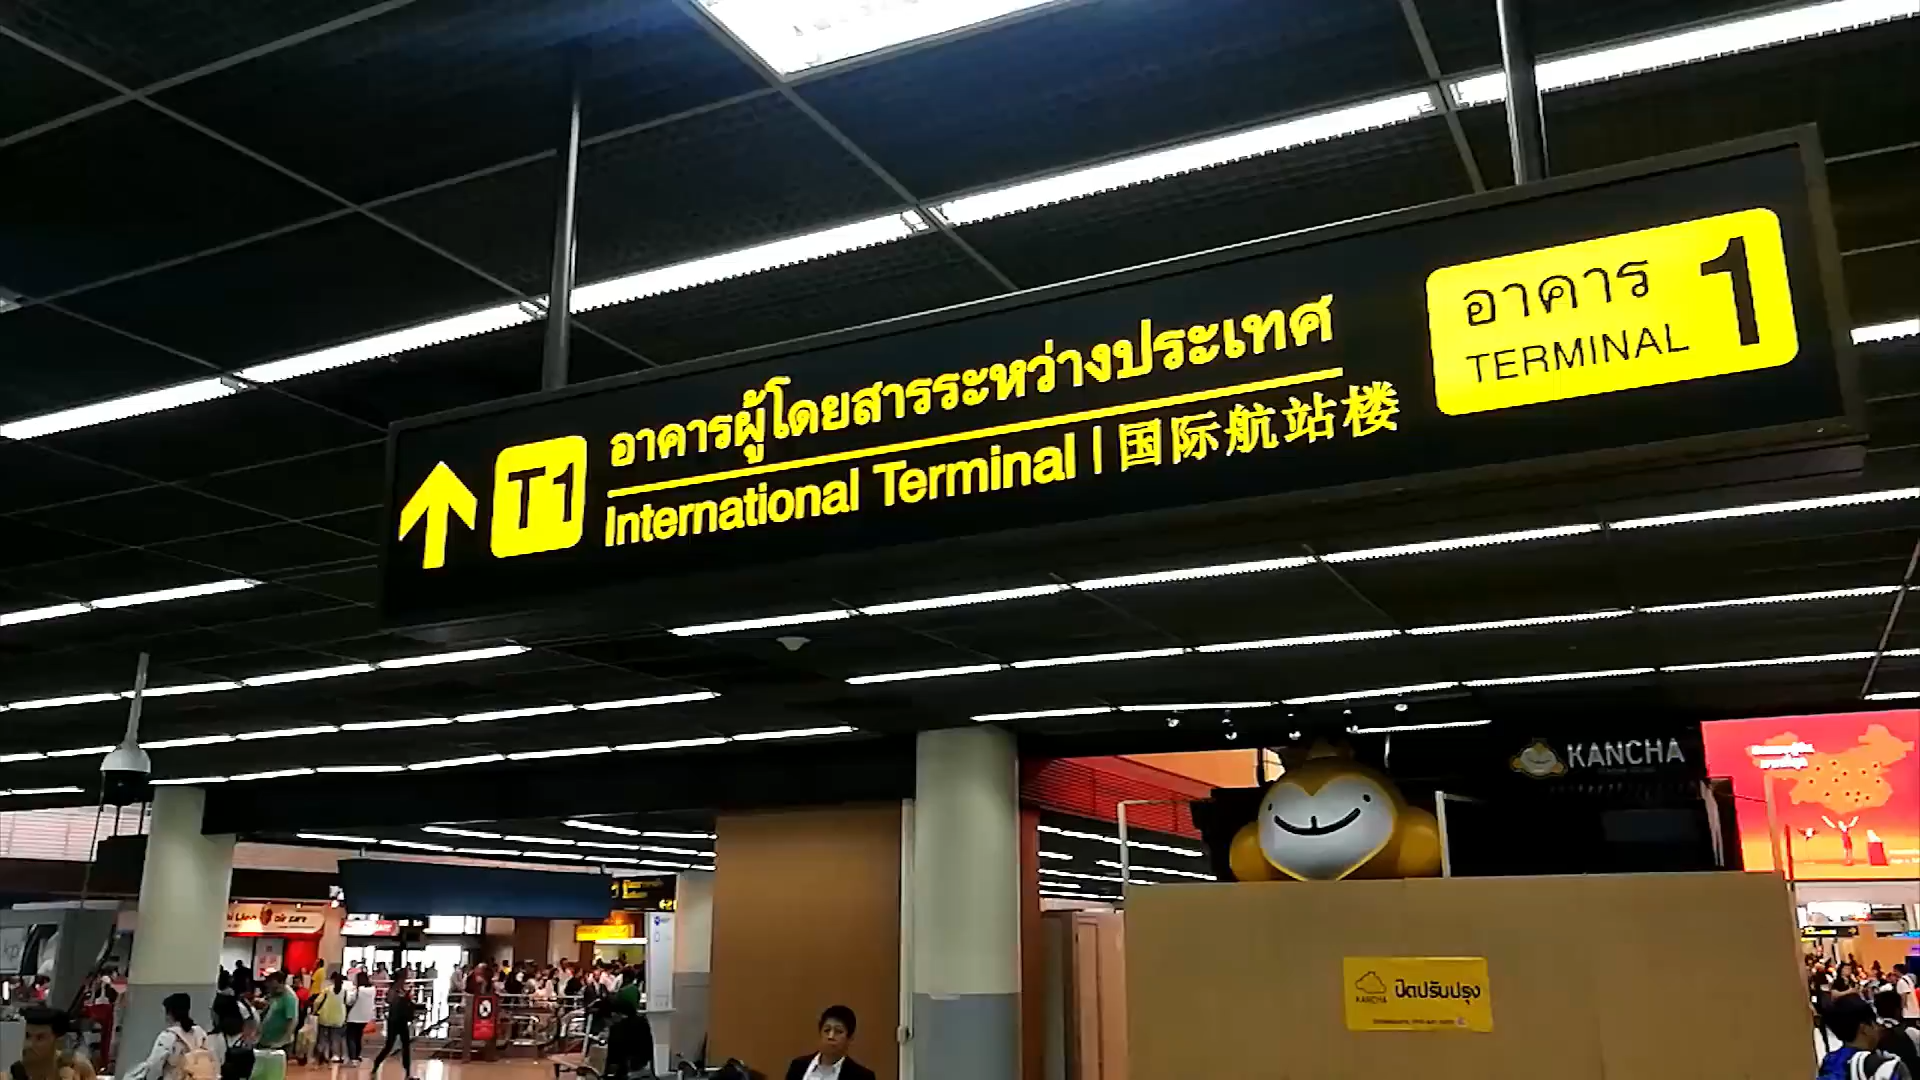 T1
อาคารผู้โดยสารระหว่างประเทศ
International Terminal | 国际航站楼
อาคาร
TERMINAL
1
KANCHA
KANCHA
ปิดปรับปรุง